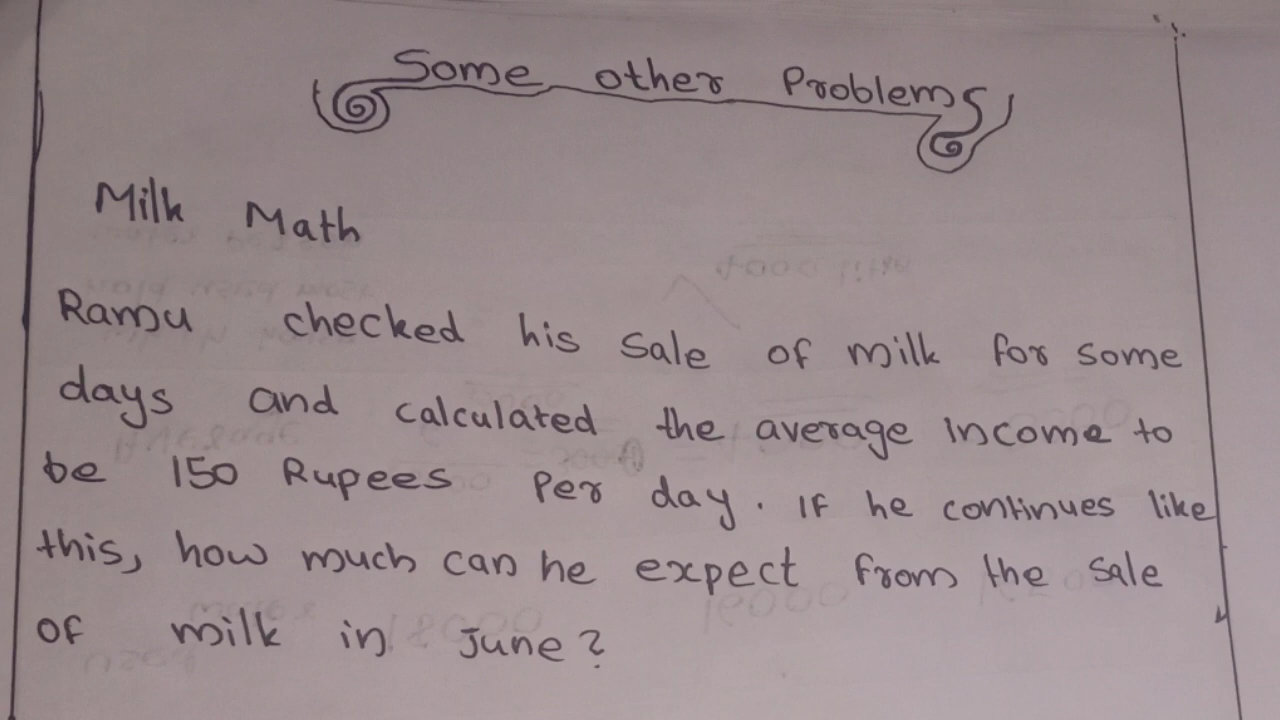 Some other Problems
Milk Math
Ramu checked his sale of milk for some
days and calculated the average income to
be 150 Rupees Per day. If he continues like
this, how much can he expect from the sale
of milk in June?